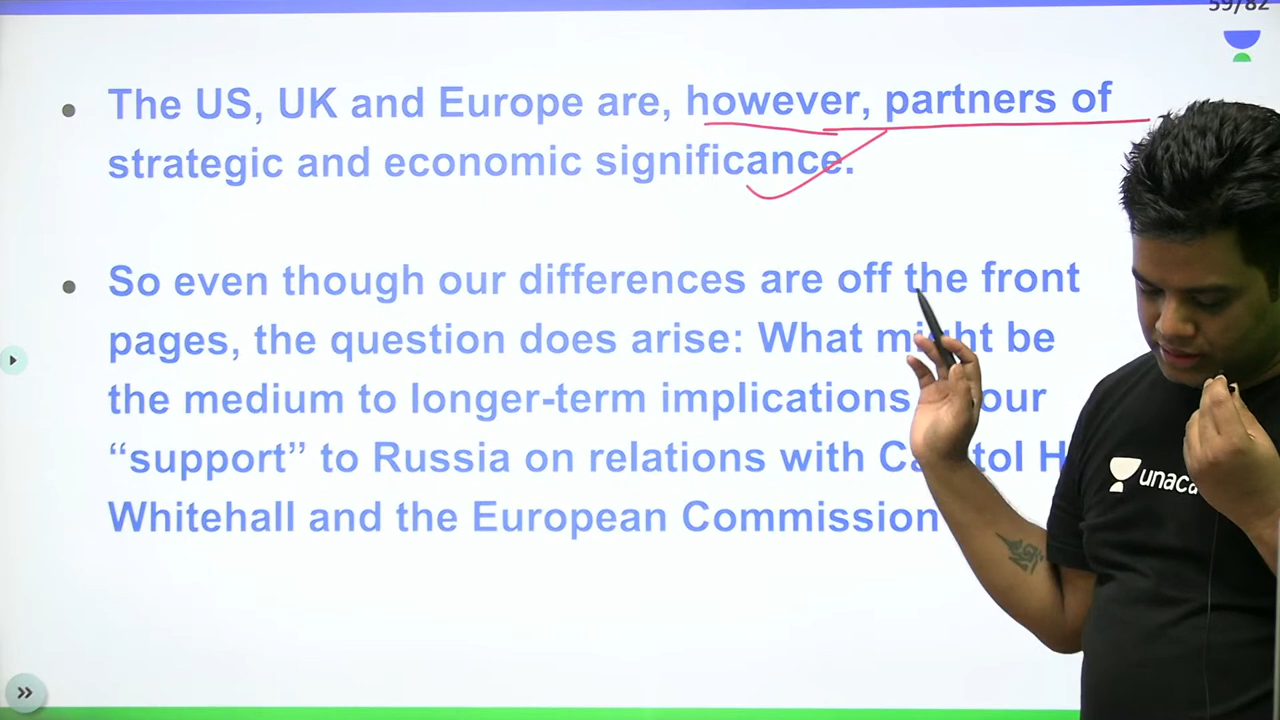 59/82
The US, UK and Europe are, however, partners of
strategic and economic significance.
So even though our differences are off the front
pages, the question does arise: What might be
the medium to longer-term implications our
“support” to Russia on relations with Capitol H
Whitehall and the European Commission
unaca